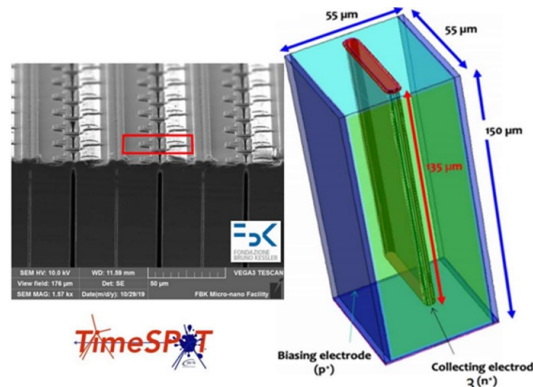 55 µm
55 µm
150 µm
135 µm
FBK
FONDAZIONE
BRUNO KESSLER
SEM HV: 10.0 kV
WD: 11.59 mm
VEGA3 TESCAN
View field: 176 µm
Det: SE
50 µm
SEM MAG: 1.57 kx
Date(m/d/y): 10/29/19
FBK Micro-nano Facility
TimeSPOT
Biasing electrode
(p⁺)
Collecting electrode
3 (n⁺)